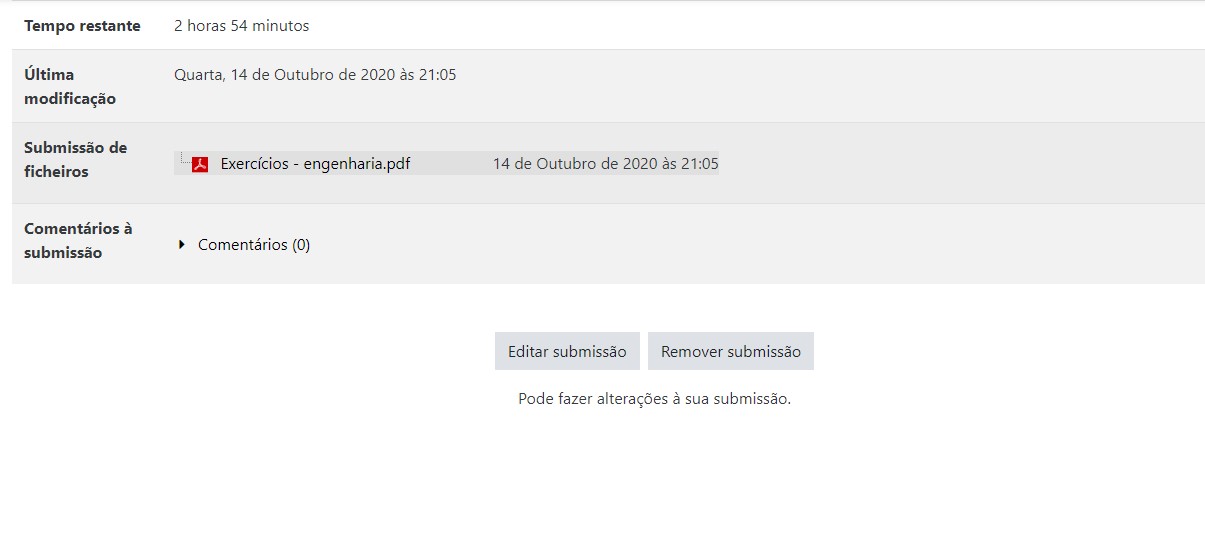 Tempo restante 2 horas 54 minutos
Última modificação Quarta, 14 de Outubro de 2020 às 21:05
Submissão de ficheiros Exercícios - engenharia.pdf 14 de Outubro de 2020 às 21:05
Comentários à submissão Comentários (0)
Editar submissão Remover submissão
Pode fazer alterações à sua submissão.